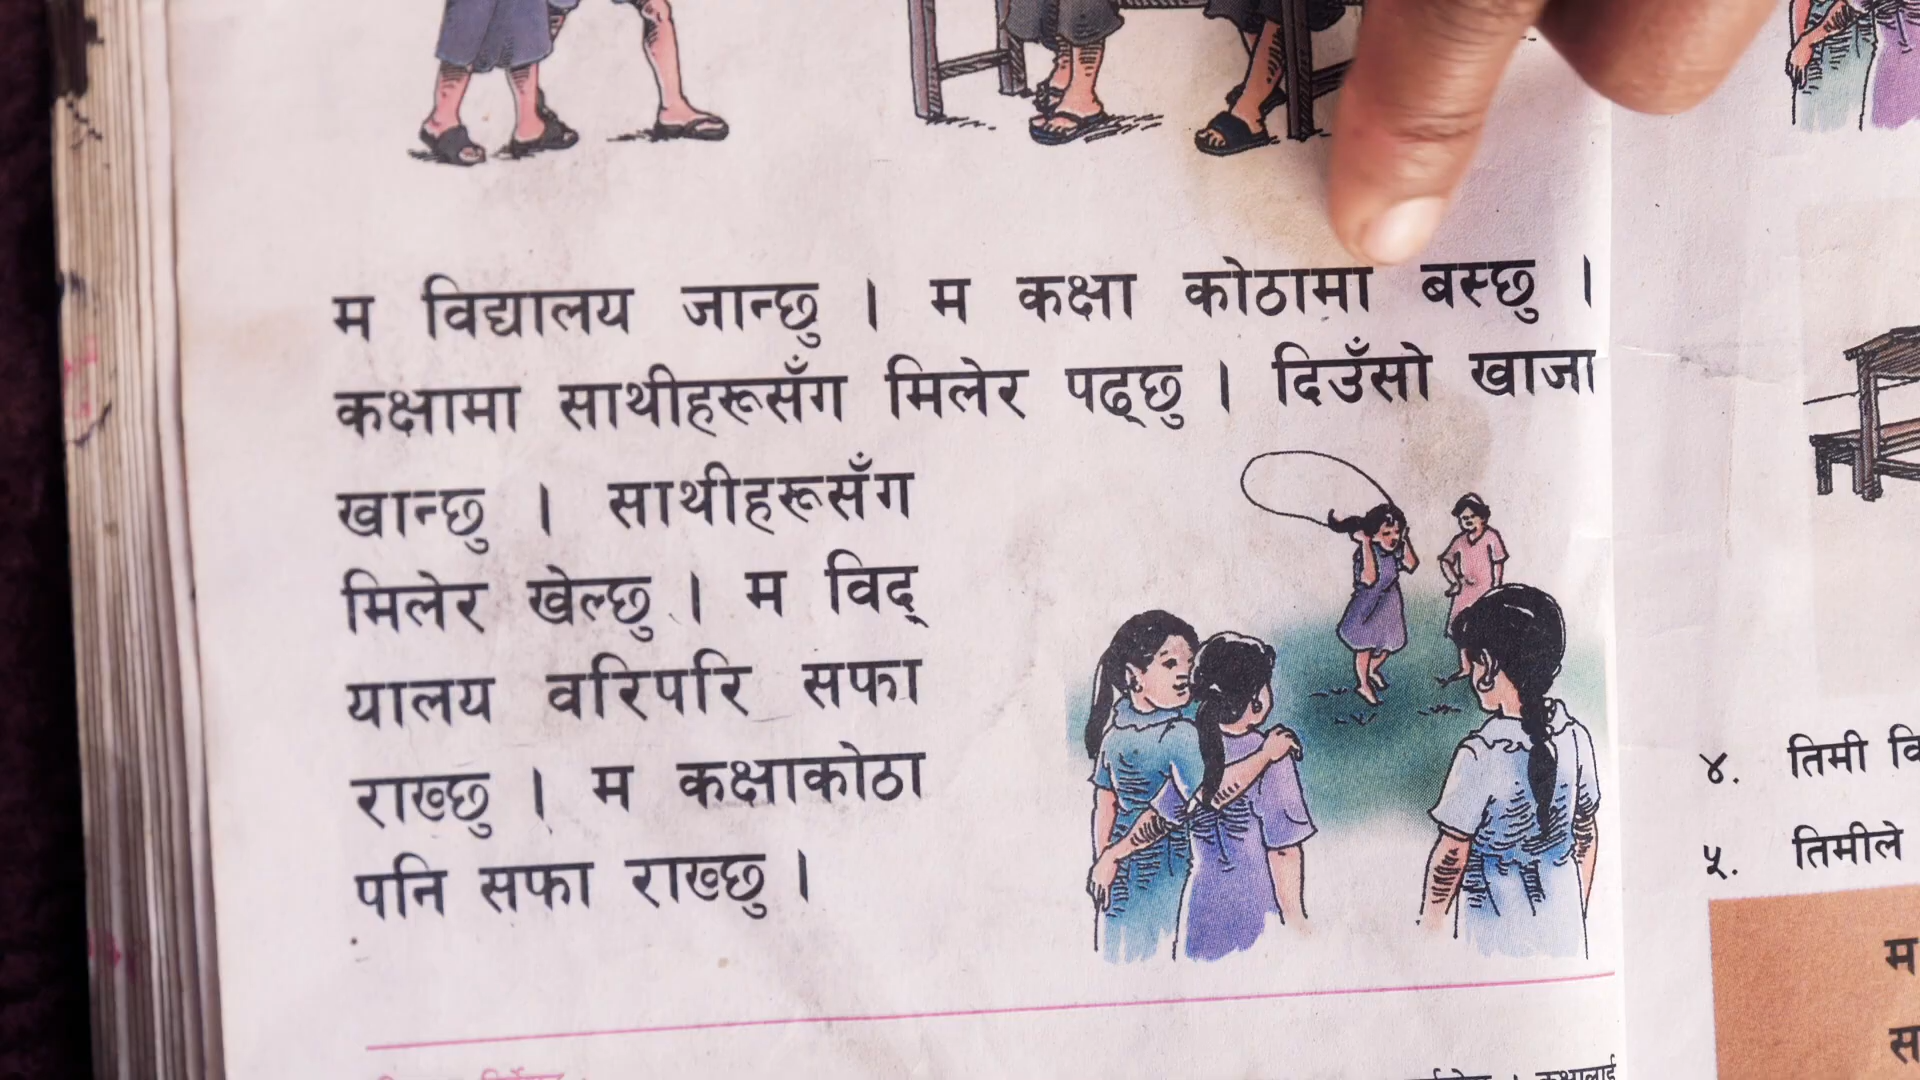 म विद्यालय जान्छु । म कक्षा कोठामा बस्छु ।
कक्षामा साथीहरूसँग मिलेर पढ्छु । दिउँसो खाजा
खान्छु । साथीहरूसँग
मिलेर खेल्छु । म विद्
यालय वरिपरि सफा
राख्छु । म कक्षाकोठा
पनि सफा राख्छु ।
४. तिमी
५. तिमीले
म